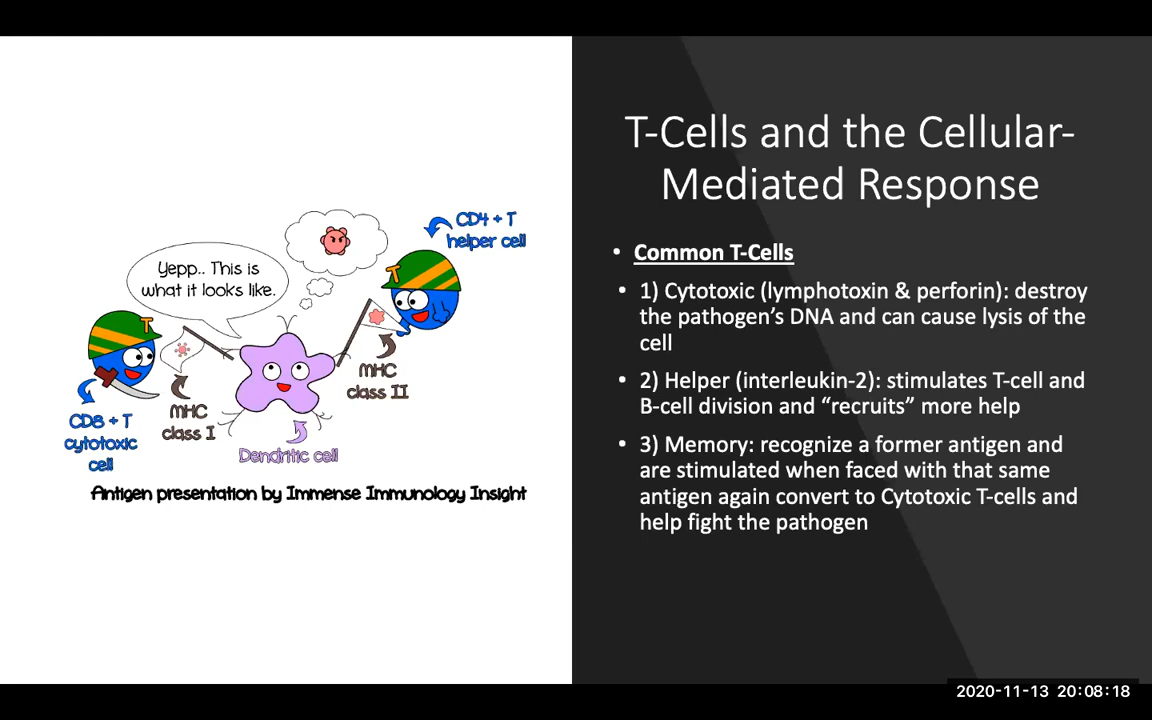 T-Cells and the Cellular-
Mediated Response
CD4 + T
helper cell
Yepp.. This is
what it looks like.
T
T
MHC
class II
MHC
class I
CD8 + T
cytotoxic
cell
Dendritic cell
Antigen presentation by Immense Immunology Insight
• Common T-Cells
• 1) Cytotoxic (lymphotoxin & perforin): destroy
the pathogen's DNA and can cause lysis of the
cell
• 2) Helper (interleukin-2): stimulates T-cell and
B-cell division and “recruits” more help
• 3) Memory: recognize a former antigen and
are stimulated when faced with that same
antigen again convert to Cytotoxic T-cells and
help fight the pathogen
2020-11-13 20:08:18